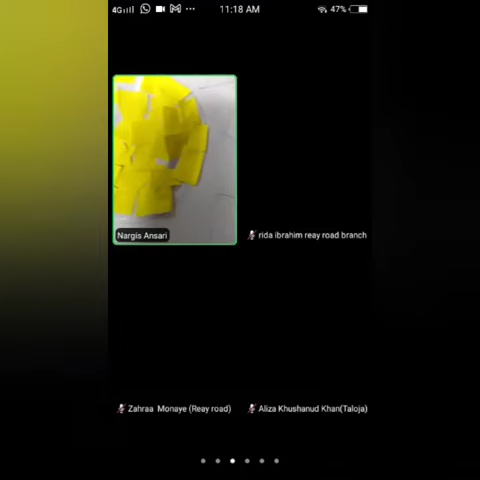 4G 11:18 AM 47%
Nargis Ansari
rida ibrahim reay road branch
Zahraa Monaye (Reay road)
Aliza Khushanud Khan(Taloja)